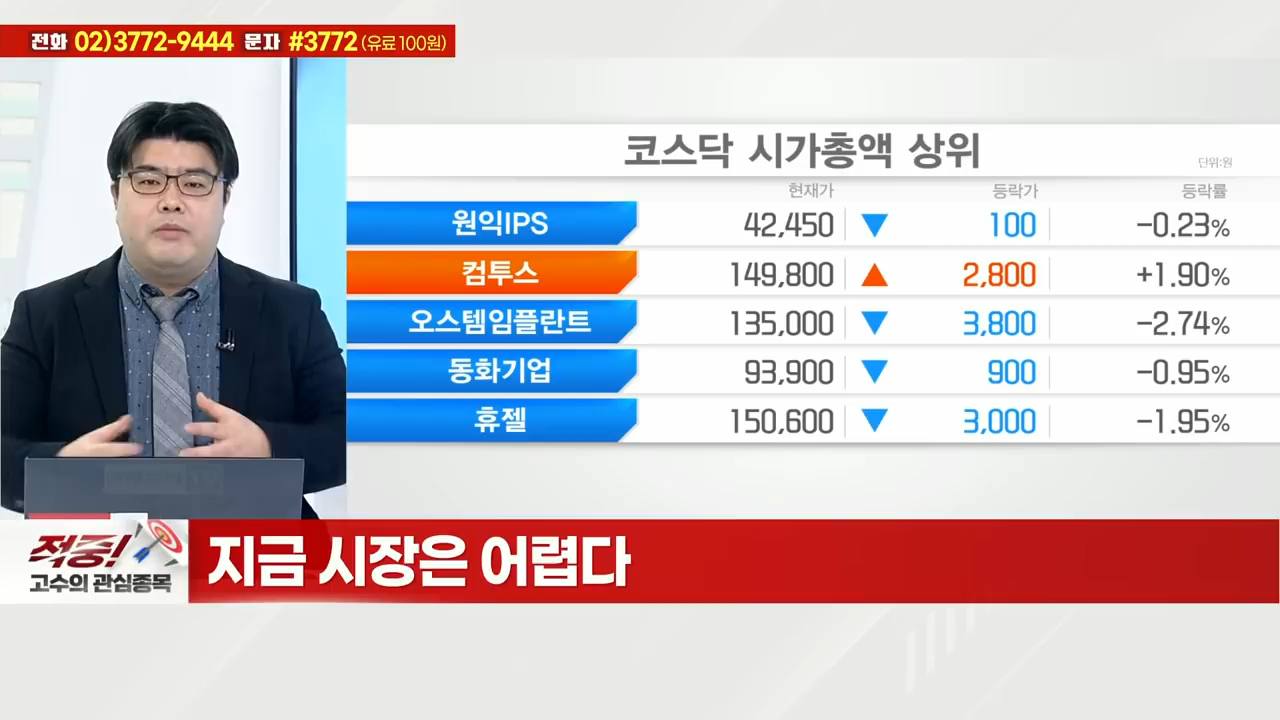 전화 02)3772-9444 문자 #3772 (유료 100원)
코스닥 시가총액 상위
단위:원
현재가 등락가 등락률
원익IPS 42,450 ▼ 100 -0.23%
컴투스 149,800 ▲ 2,800 +1.90%
오스템임플란트 135,000 ▼ 3,800 -2.74%
동화기업 93,900 ▼ 900 -0.95%
휴젤 150,600 ▼ 3,000 -1.95%
적중!
고수의 관심종목
지금 시장은 어렵다